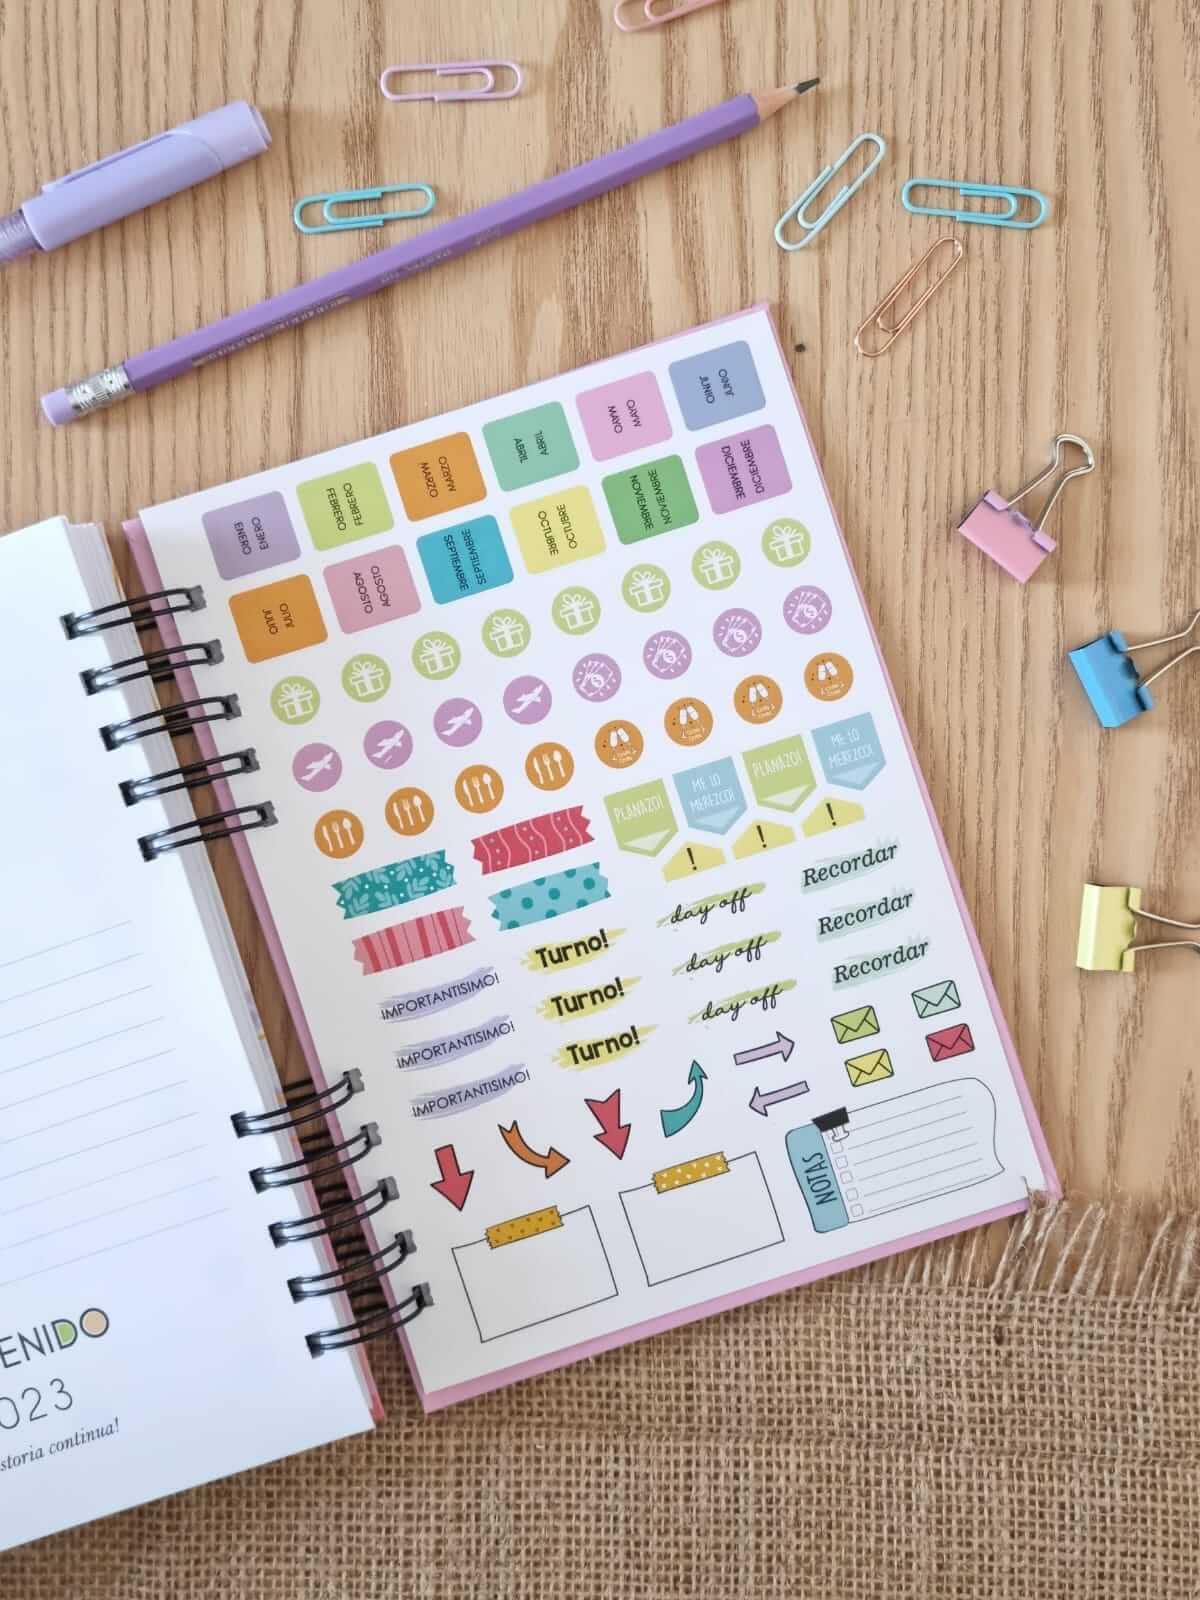 ENERO
ENERO
FEBRERO
FEBRERO
MARZO
MARZO
ABRIL
ABRIL
MAYO
MAYO
JUNIO
JUNIO
JULIO
JULIO
AGOSTO
AGOSTO
SEPTIEMBRE
SEPTIEMBRE
OCTUBRE
OCTUBRE
NOVIEMBRE
NOVIEMBRE
DICIEMBRE
DICIEMBRE
PLANAZO!
ME LO
MEREZCO!
PLANAZO!
ME LO
MEREZCO!
!
!
!
IMPORTANTISIMO!
IMPORTANTISIMO!
IMPORTANTISIMO!
Turno!
Turno!
Turno!
day off
day off
day off
Recordar
Recordar
Recordar
NOTAS
ENIDO
023
storia continua!